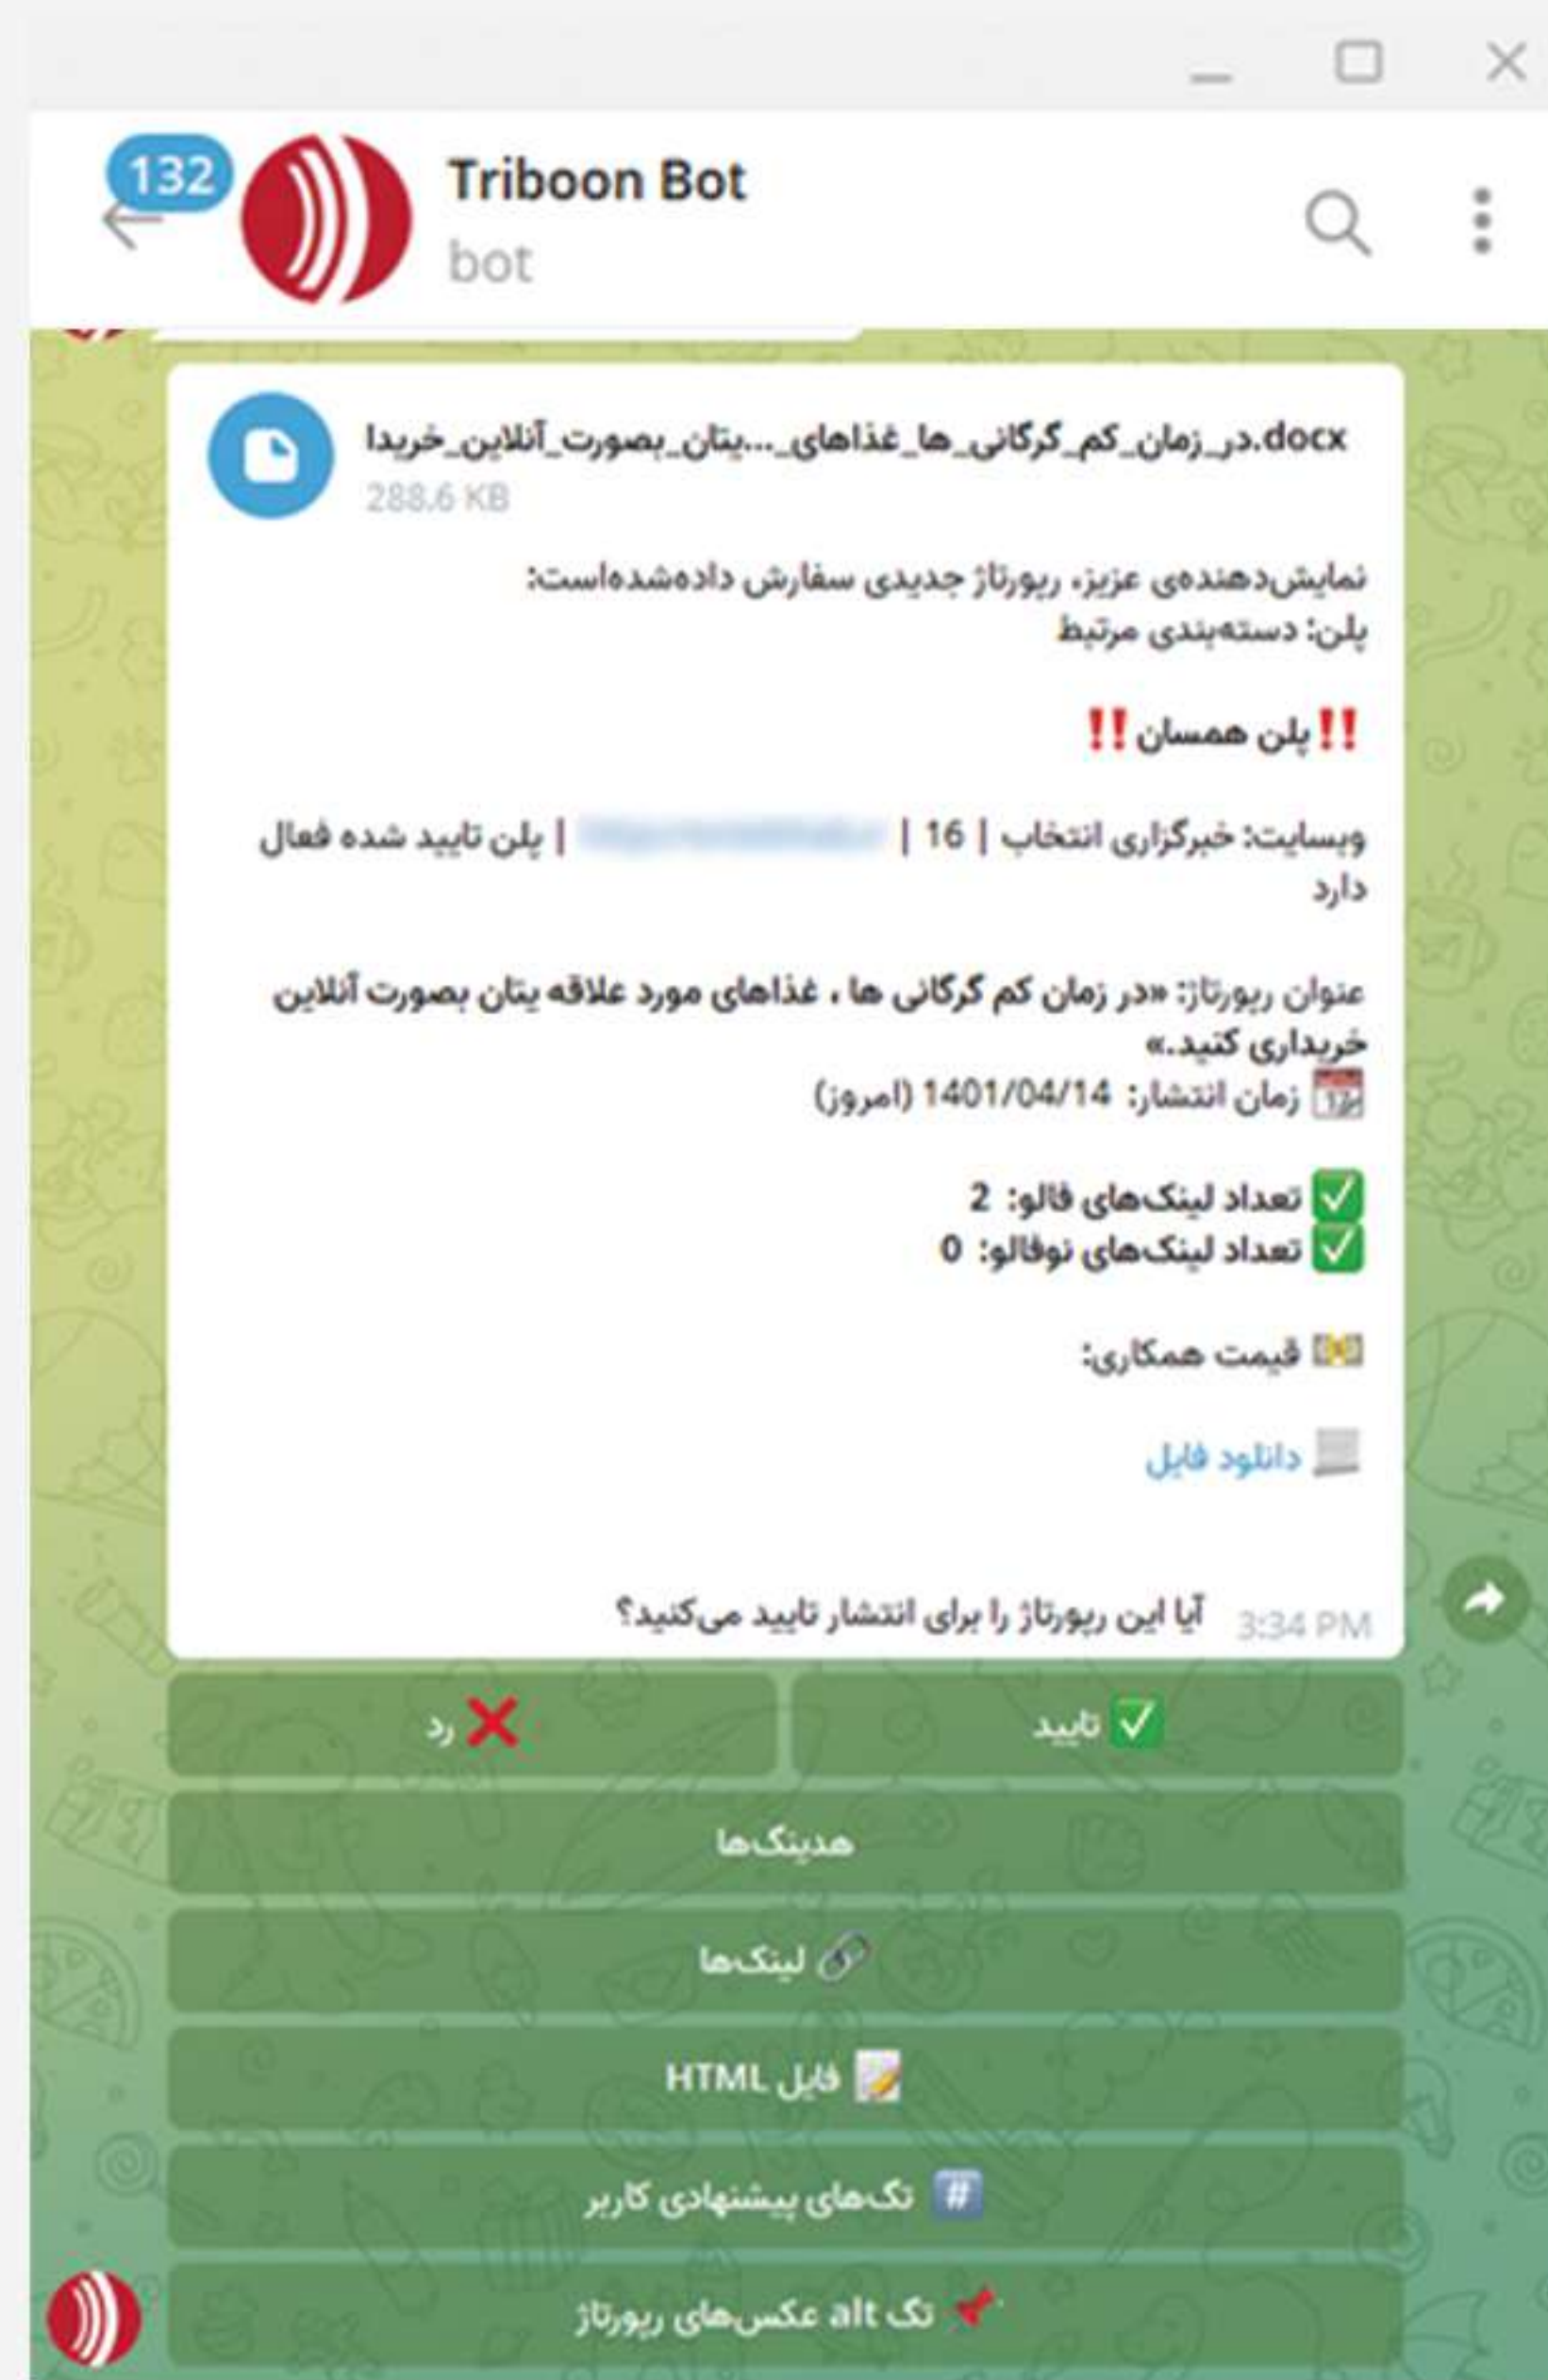 132
Triboon Bot
bot
در_زمان_کم_گرگانی_ها_غذاهای_...یتان_بصورت_آنلاین_خریدا.docx
288.6 KB
نمایش‌دهنده‌ی عزیز، رپورتاژ جدیدی سفارش داده‌شده‌است:
پلن: دسته‌بندی مرتبط
‼️پلن همسان‼️
وبسایت: خبرگزاری انتخاب | 16 | | پلن تایید شده فعال
دارد
عنوان رپورتاژ: «در زمان کم گرگانی ها ، غذاهای مورد علاقه یتان بصورت آنلاین
خریداری کنید.»
زمان انتشار: 1401/04/14 (امروز)
✅ تعداد لینک‌های فالو: 2
✅ تعداد لینک‌های نوفالو: 0
قیمت همکاری:
دانلود فایل
آیا این رپورتاژ را برای انتشار تایید می‌کنید؟
3:34 PM
✅ تایید
❌ رد
هدینگ‌ها
🔗 لینک‌ها
📝 فایل HTML
#️⃣ تگ‌های پیشنهادی کاربر
📌 تگ alt عکس‌های رپورتاژ